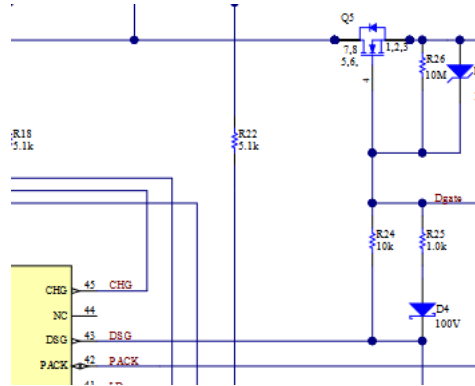 Q5
7,8
5,6,
1,2,3
4
R26
10M
R18
5.1k
R22
5.1k
Dgate
R24
10k
R25
1.0k
D4
100V
CHG
45
CHG
NC
44
DSG
43
DSG
PACK
42
PACK